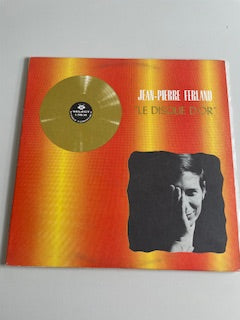 JEAN-PIERRE FERLAND
"LE DISQUE D'OR"